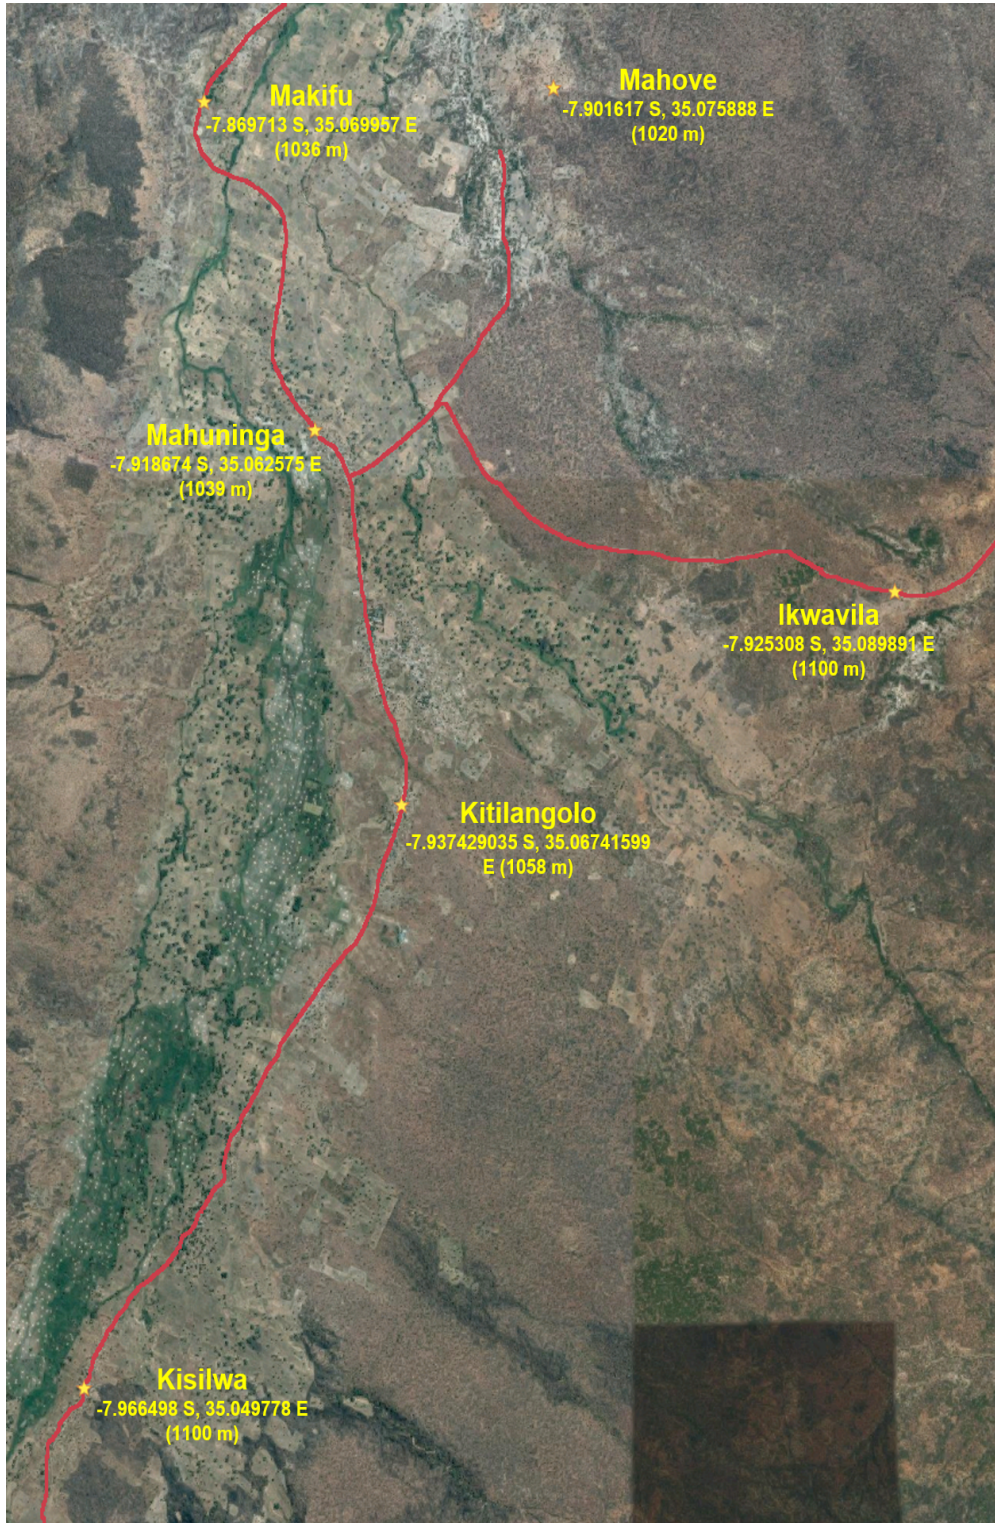 Makifu
-7.869713 S, 35.069957 E
(1036 m)
Mahove
-7.901617 S, 35.075888 E
(1020 m)
Mahuninga
-7.918674 S, 35.062575 E
(1039 m)
Ikwavila
-7.925308 S, 35.089891 E
(1100 m)
Kitilangolo
-7.937429035 S, 35.06741599
E (1058 m)
Kisilwa
-7.966498 S, 35.049778 E
(1100 m)